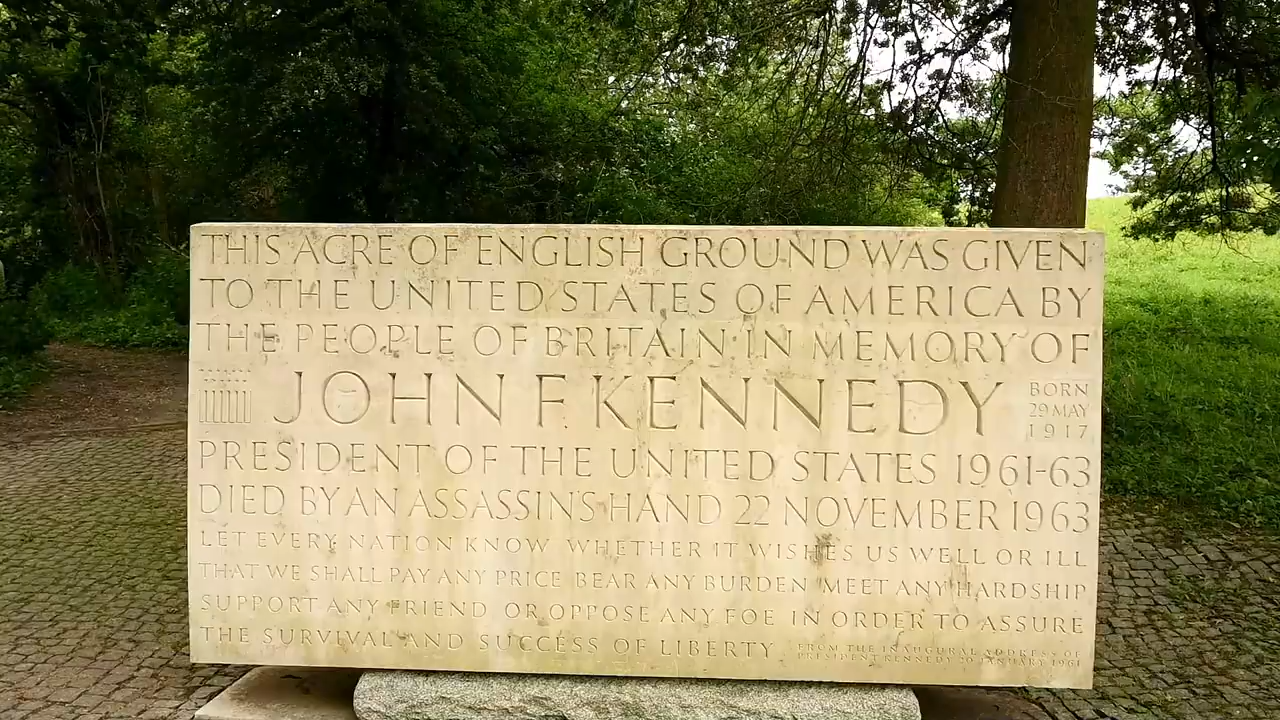 THIS ACRE OF ENGLISH GROUND WAS GIVEN
TO THE UNITED STATES OF AMERICA BY
THE PEOPLE OF BRITAIN IN MEMORY OF
JOHN F KENNEDY
BORN
29 MAY
1917
PRESIDENT OF THE UNITED STATES 1961-63
DIED BY AN ASSASSIN'S HAND 22 NOVEMBER 1963
LET EVERY NATION KNOW WHETHER IT WISHES US WELL OR ILL
THAT WE SHALL PAY ANY PRICE BEAR ANY BURDEN MEET ANY HARDSHIP
SUPPORT ANY FRIEND OR OPPOSE ANY FOE IN ORDER TO ASSURE
THE SURVIVAL AND SUCCESS OF LIBERTY
FROM THE INAUGURAL ADDRESS OF
PRESIDENT KENNEDY 20 JANUARY 1961